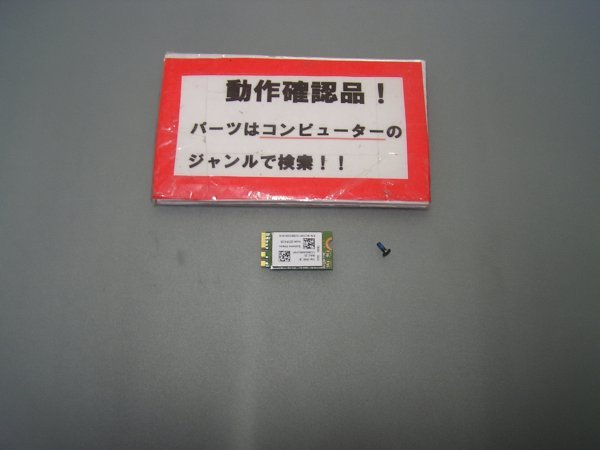 動作確認品！
パーツはコンピューターの
ジャンルで検索！！